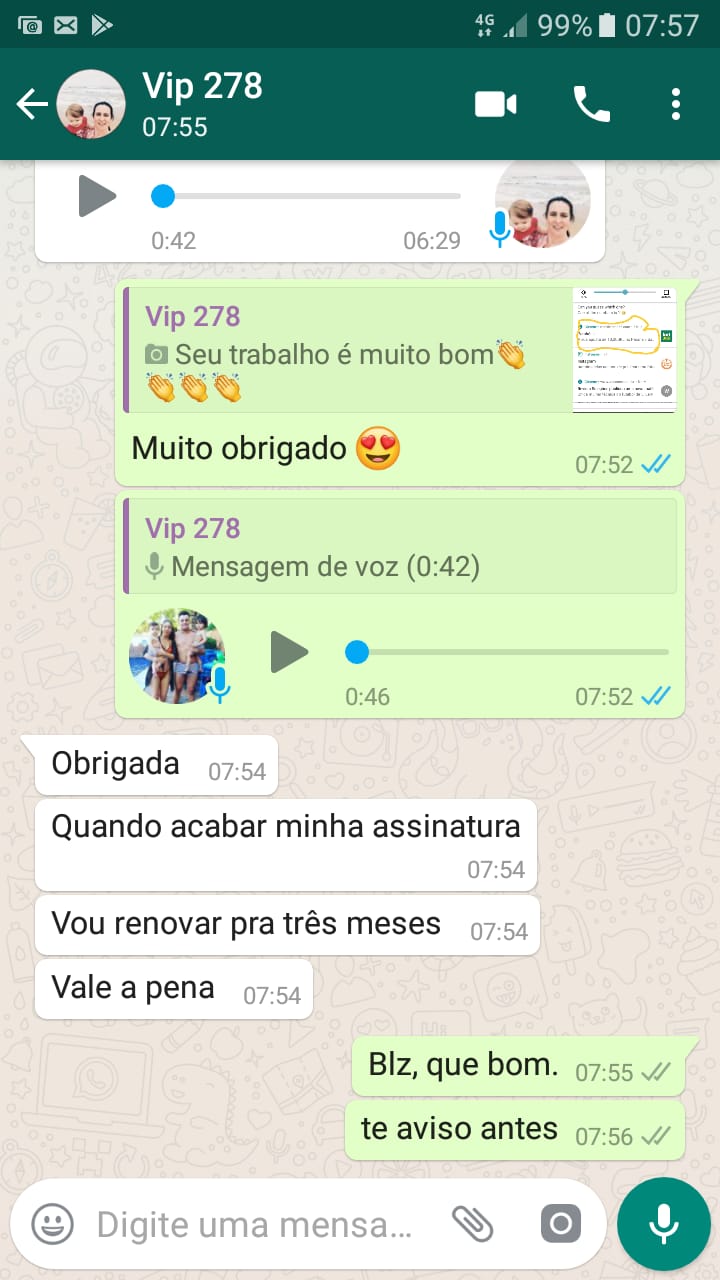 4G 99% 07:57
Vip 278
07:55
0:42 06:29
Vip 278
Seu trabalho é muito bom👏
👏👏👏
Muito obrigado 😍 07:52
Vip 278
Mensagem de voz (0:42)
0:46 07:52
Obrigada 07:54
Quando acabar minha assinatura
07:54
Vou renovar pra três meses 07:54
Vale a pena 07:54
Blz, que bom. 07:55
te aviso antes 07:56
Digite uma mensa...